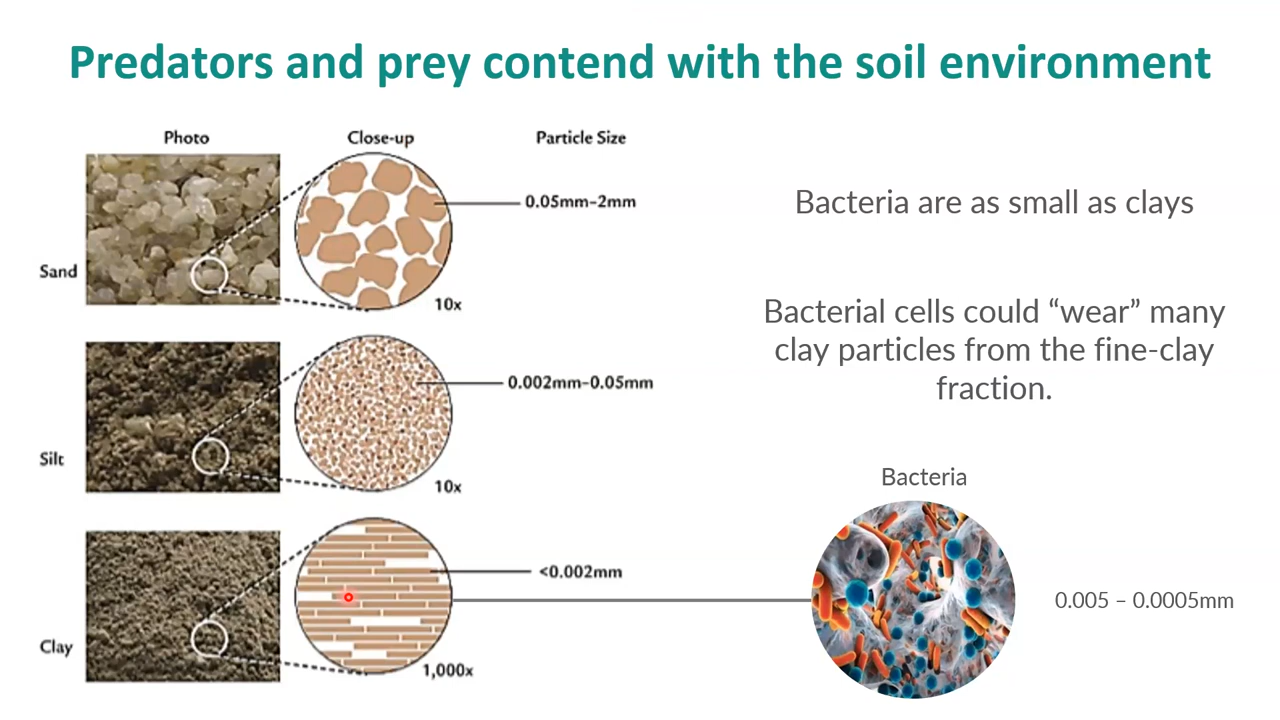 Predators and prey contend with the soil environment
Photo
Close-up
Particle Size
Sand
0.05mm–2mm
10x
Silt
0.002mm–0.05mm
10x
Clay
<0.002mm
1,000x
Bacteria are as small as clays
Bacterial cells could “wear” many
clay particles from the fine-clay
fraction.
Bacteria
0.005 – 0.0005mm